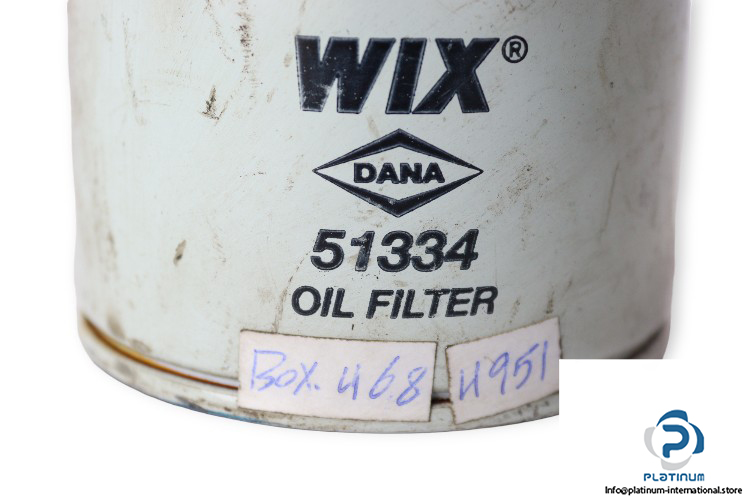 WIX®
DANA
51334
OIL FILTER
Box. 468
4951
PLATINUM
Info@platinum-international.store